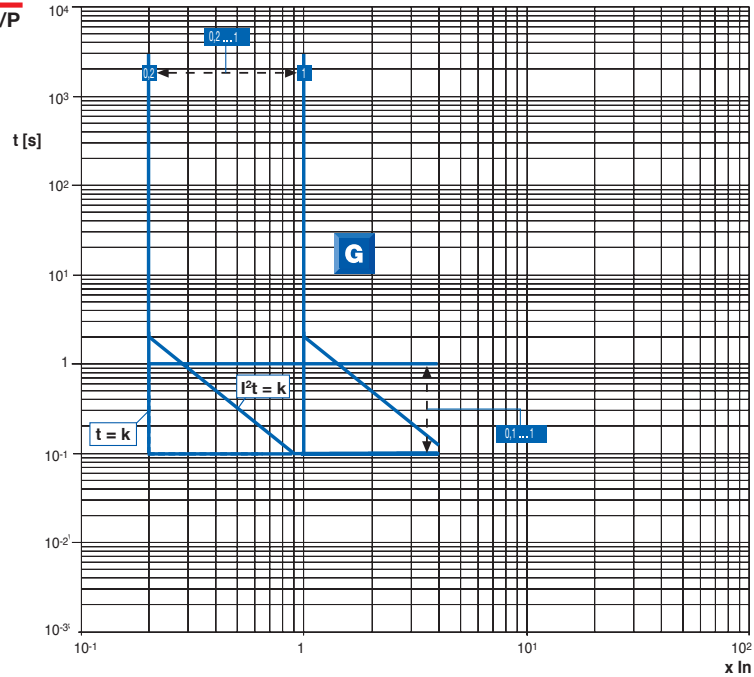 /P
10⁴
0,2 ... 1
0,2
1
10³
t [s]
10²
G
10¹
1
I²t = k
t = k
0,1 ... 1
10⁻¹
10⁻²
10⁻³
10⁻¹
1
10¹
10²
x In